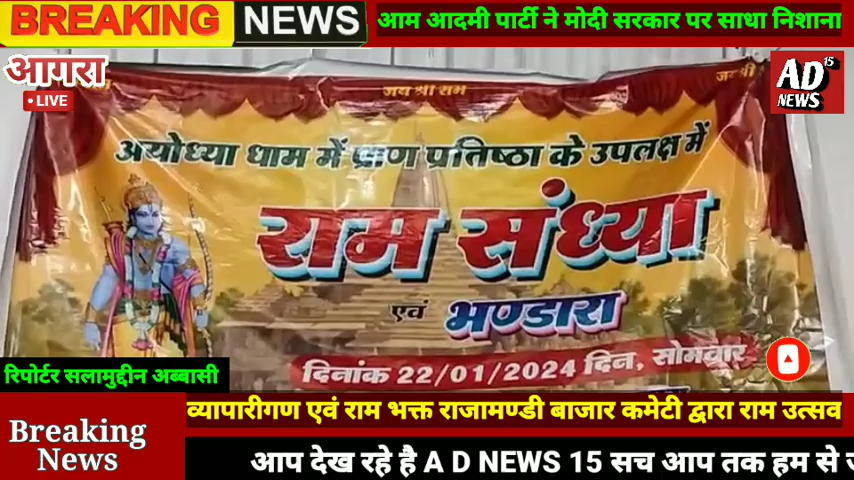 BREAKING NEWS
आम आदमी पार्टी ने मोदी सरकार पर साधा निशाना
आगरा
LIVE
जय श्री राम
जय श्री
AD 15
NEWS
अयोध्या धाम में प्राण प्रतिष्ठा के उपलक्ष में
राम संध्या
एवं भण्डारा
दिनांक 22/01/2024 दिन, सोमवार
रिपोर्टर सलामुद्दीन अब्बासी
व्यापारीगण एवं राम भक्त राजामण्डी बाजार कमेटी द्वारा राम उत्सव
Breaking
News
आप देख रहे है A D NEWS 15 सच आप तक हम से